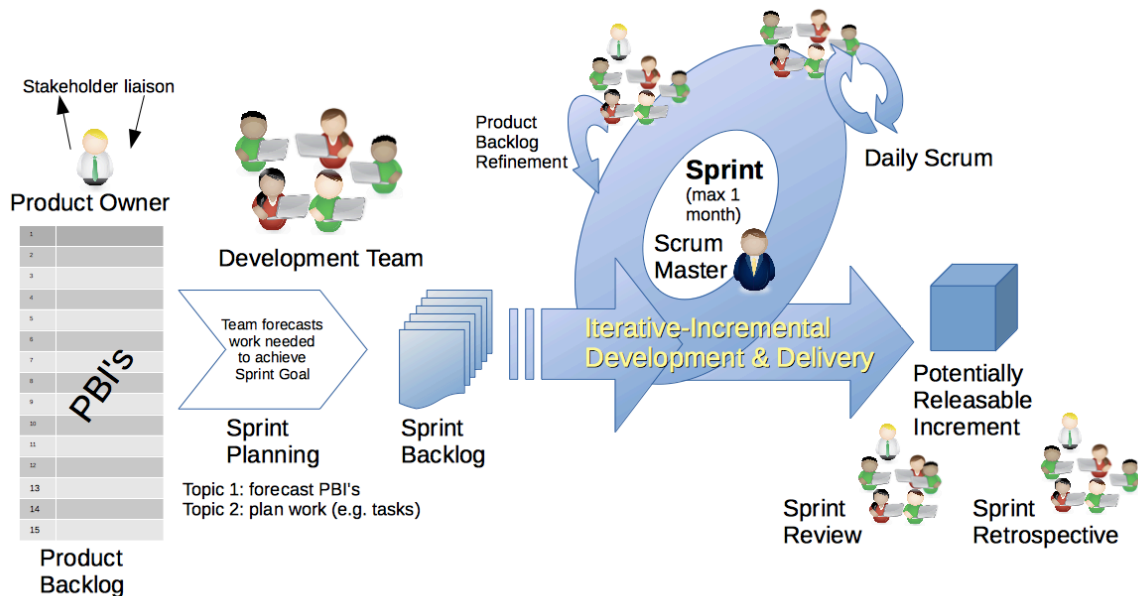 Stakeholder liaison
Product Owner
1
2
3
4
5
6
7
8
9
10
11
12
13
14
15
PBI's
Product
Backlog
Development Team
Team forecasts
work needed
to achieve
Sprint Goal
Sprint
Planning
Topic 1: forecast PBI's
Topic 2: plan work (e.g. tasks)
Sprint
Backlog
Product
Backlog
Refinement
Sprint
(max 1
month)
Scrum
Master
Daily Scrum
Iterative-Incremental
Development & Delivery
Potentially
Releasable
Increment
Sprint
Review
Sprint
Retrospective